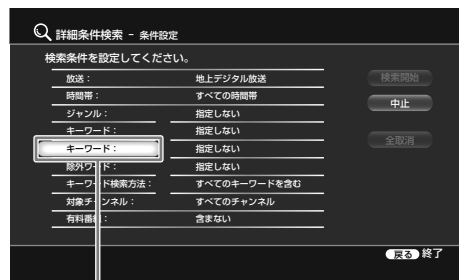 詳細条件検索 - 条件設定
検索条件を設定してください。
放送： 地上デジタル放送
時間帯： すべての時間帯
ジャンル： 指定しない
キーワード： 指定しない
キーワード： 指定しない
除外ワード： 指定しない
キーワード検索方法： すべてのキーワードを含む
対象チャンネル： すべてのチャンネル
有料番組： 含まない
検索開始
中止
全取消
戻る 終了